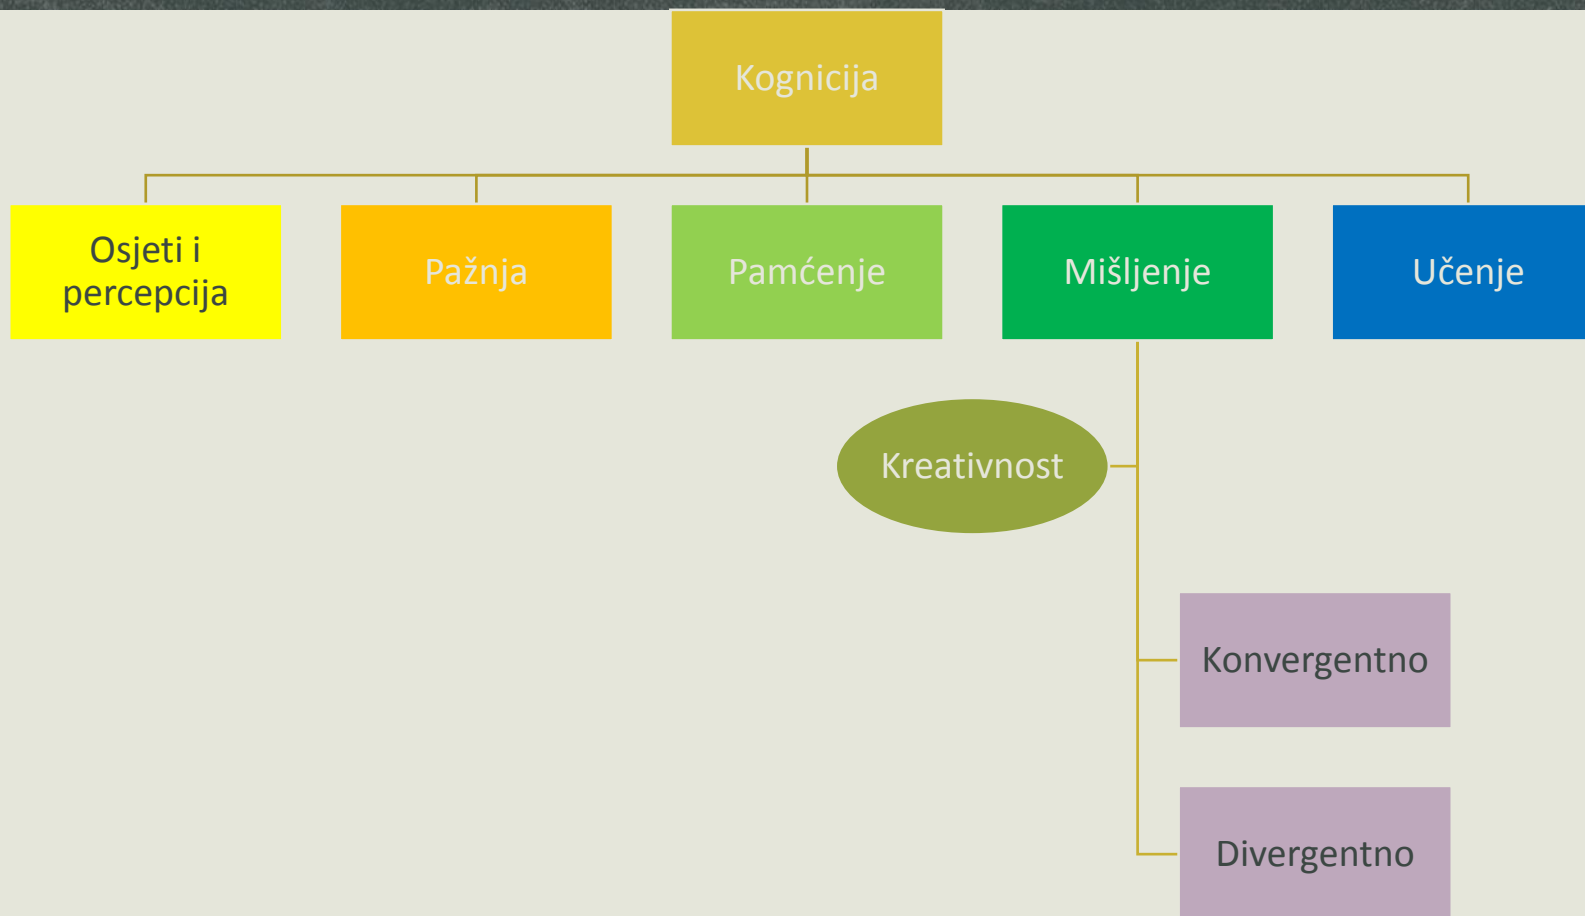 Kognicija
Osjeti i
percepcija
Pažnja
Pamćenje
Mišljenje
Učenje
Kreativnost
Konvergentno
Divergentno